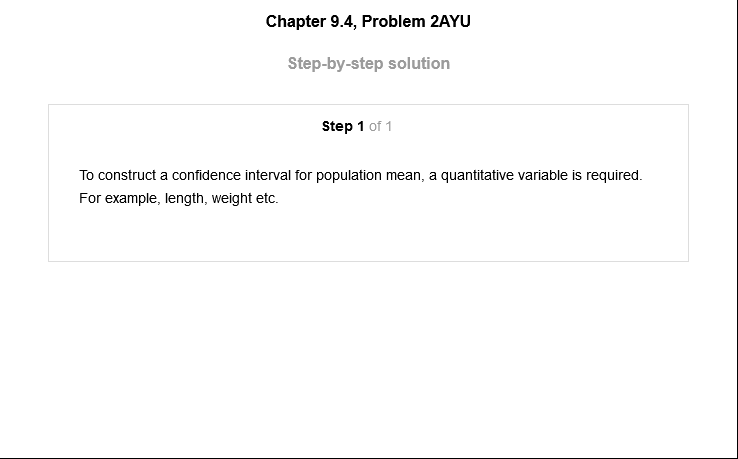 Chapter 9.4, Problem 2AYU
Step-by-step solution
Step 1 of 1
To construct a confidence interval for population mean, a quantitative variable is required.
For example, length, weight etc.